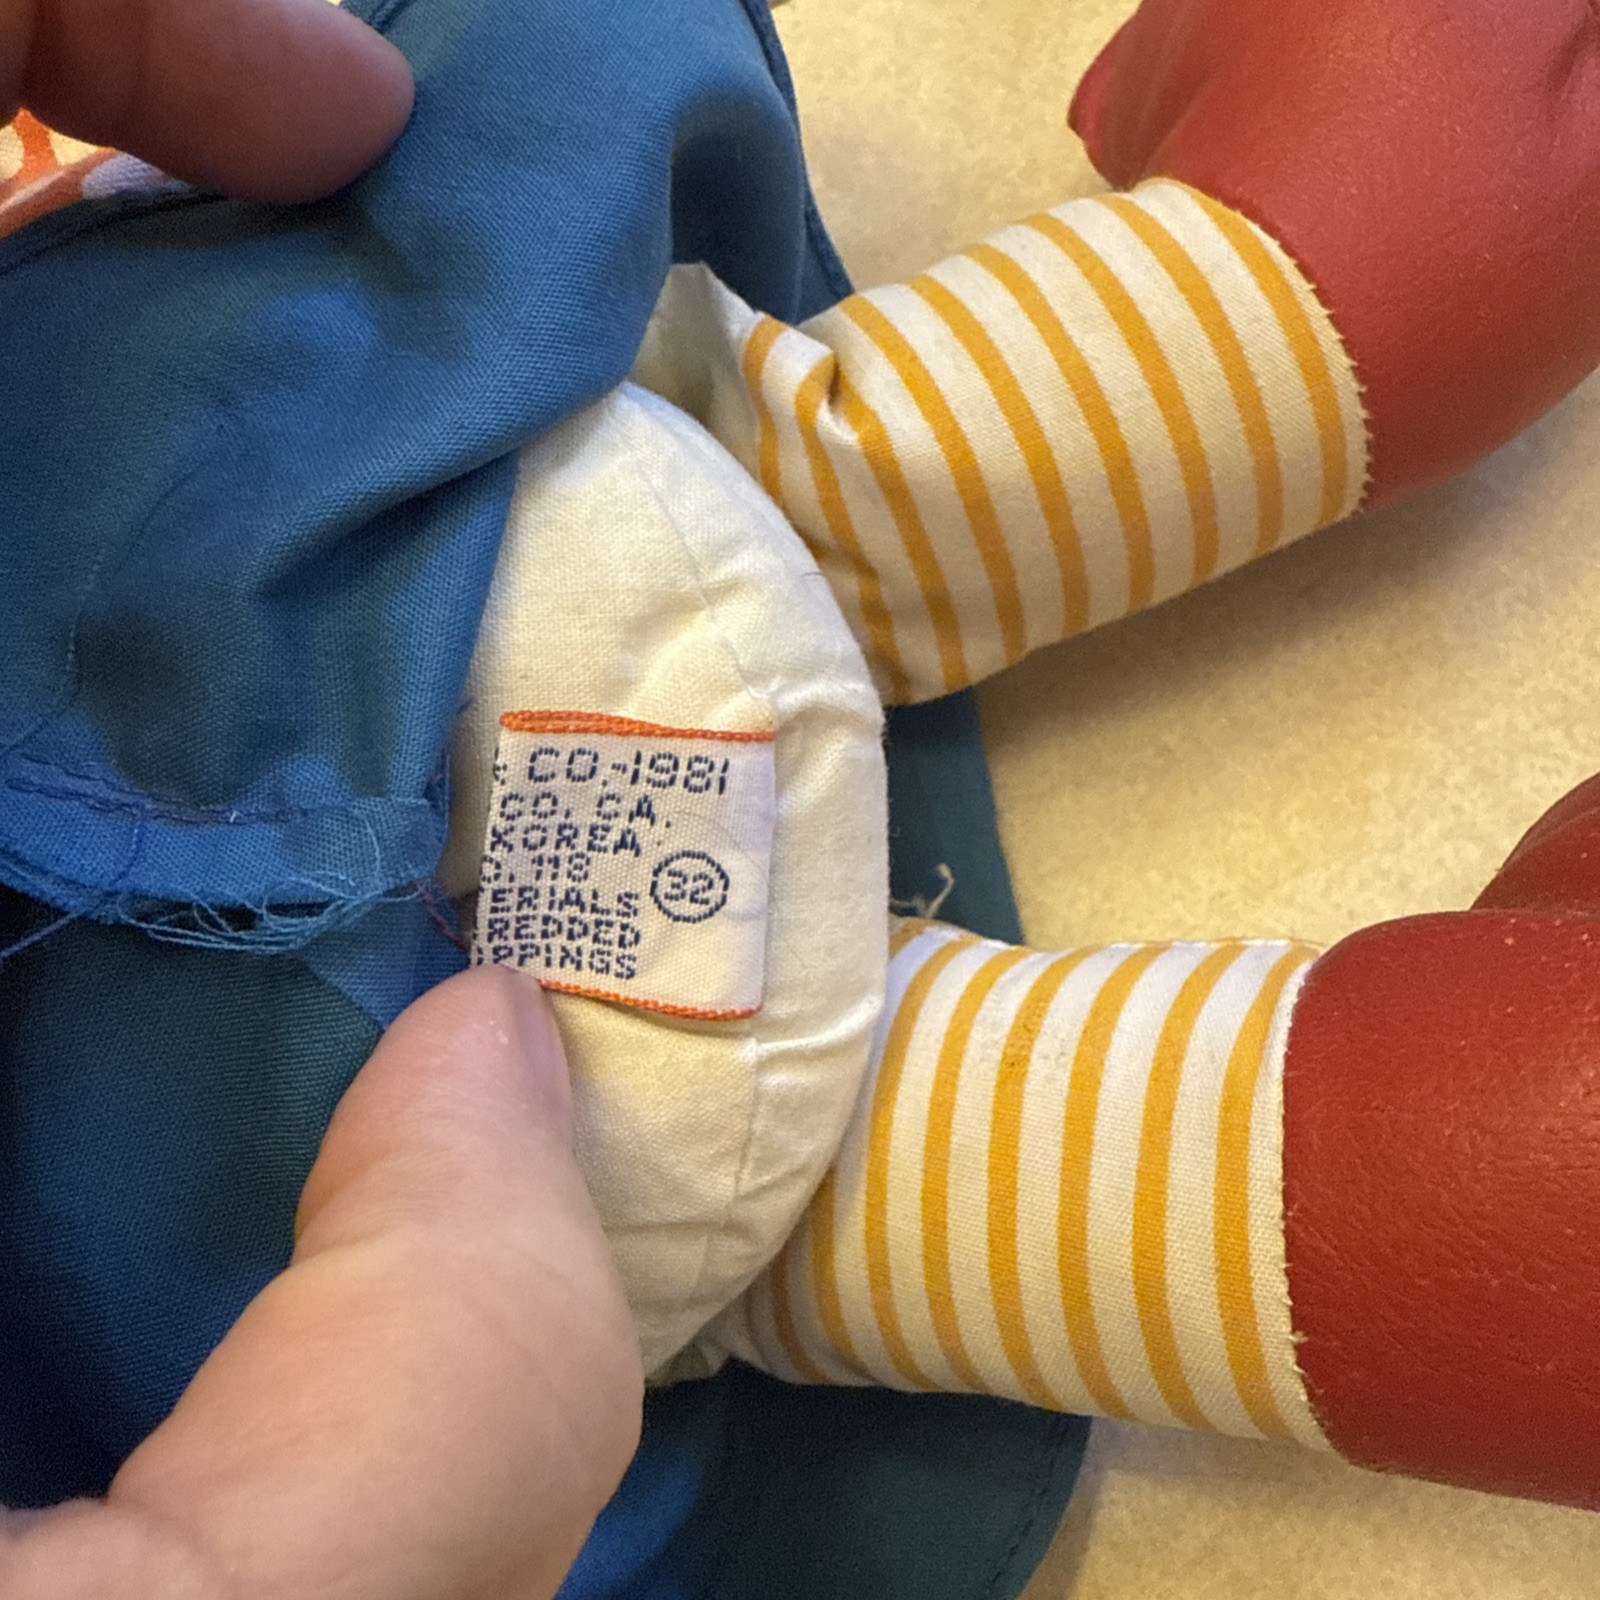 CO.-1981
CO. CA.
KOREA
O. 118
32
ERIALS
REDDED
PPINGS